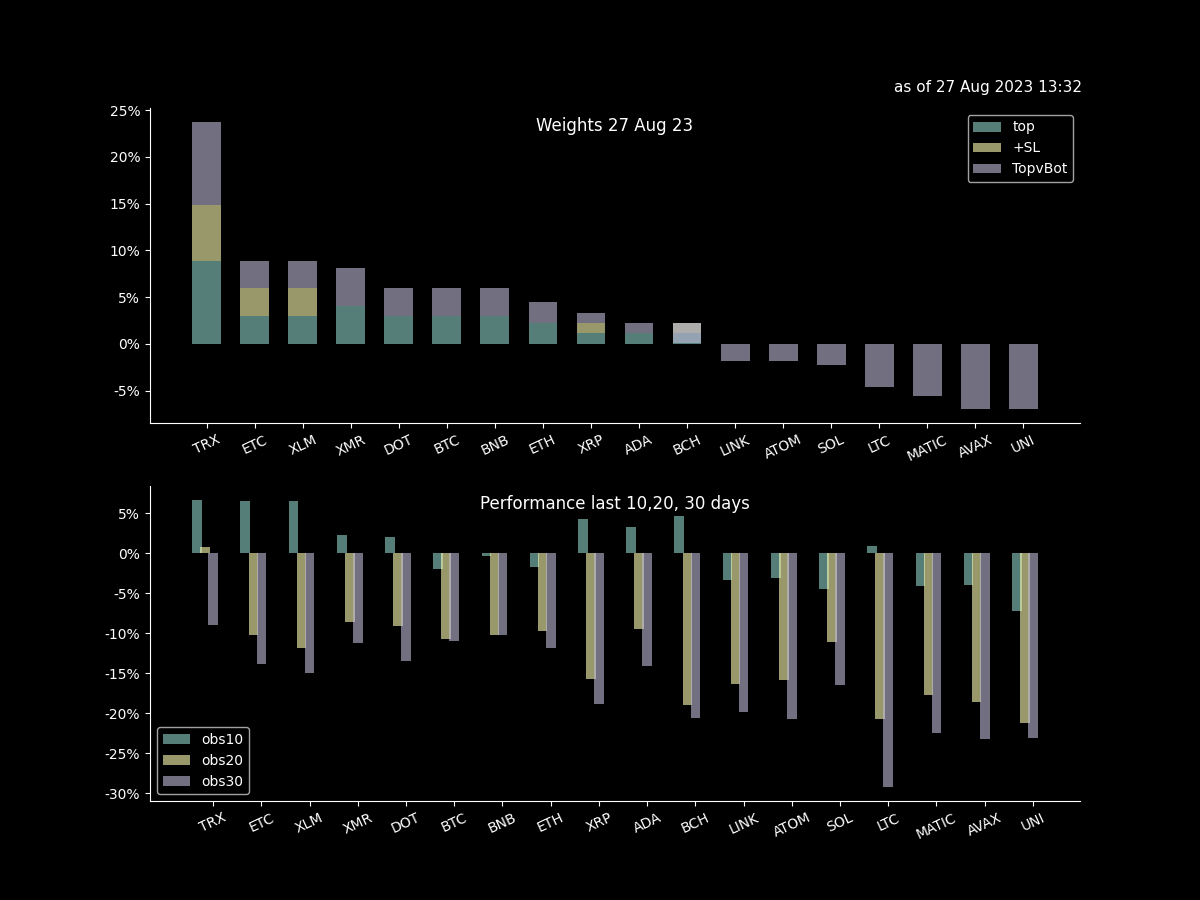 as of 27 Aug 2023 13:32
Weights 27 Aug 23
top
+SL
TopvBot
25%
20%
15%
10%
5%
0%
-5%
TRX ETC XLM XMR DOT BTC BNB ETH XRP ADA BCH LINK ATOM SOL LTC MATIC AVAX UNI
Performance last 10,20, 30 days
5%
0%
-5%
-10%
-15%
-20%
-25%
-30%
obs10
obs20
obs30
TRX ETC XLM XMR DOT BTC BNB ETH XRP ADA BCH LINK ATOM SOL LTC MATIC AVAX UNI